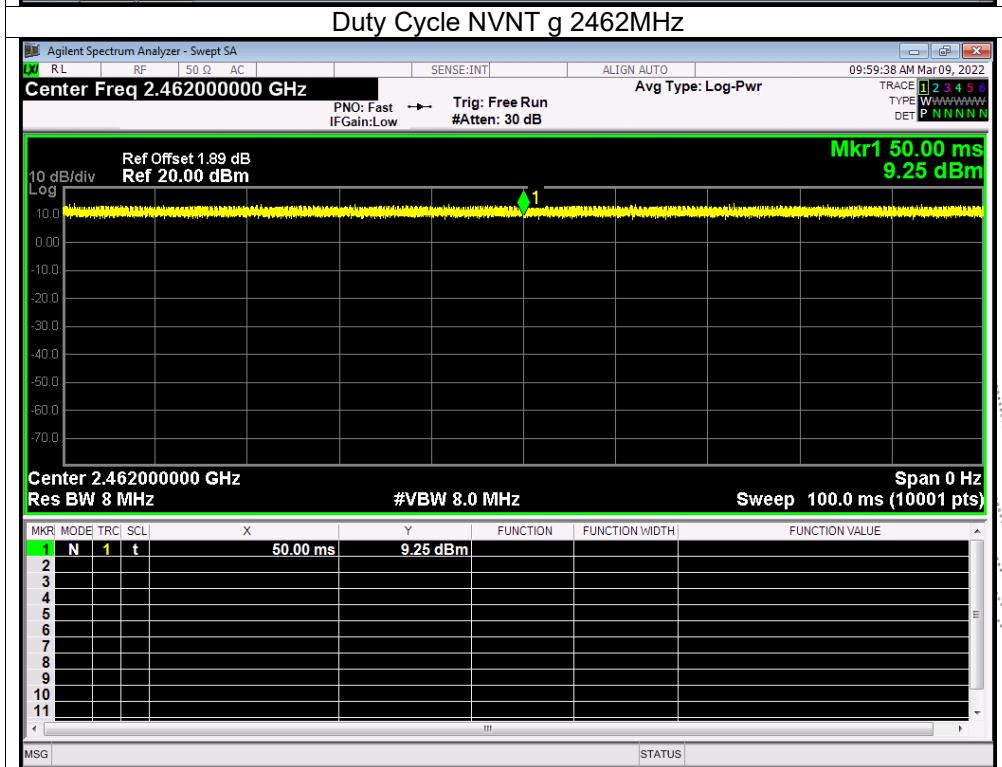 Duty Cycle NVNT g 2462MHz
Agilent Spectrum Analyzer - Swept SA
LXI RL RF 50 Ω AC SENSE:INT ALIGN AUTO 09:59:38 AM Mar 09, 2022
Center Freq 2.462000000 GHz Avg Type: Log-Pwr TRACE 1 2 3 4 5 6
PNO: Fast Trig: Free Run TYPE WWWWWW
IFGain:Low #Atten: 30 dB DET P N N N N N
Mkr1 50.00 ms
Ref Offset 1.89 dB
10 dB/div Ref 20.00 dBm 9.25 dBm
Log
1
10.0
0.00
-10.0
-20.0
-30.0
-40.0
-50.0
-60.0
-70.0
Center 2.462000000 GHz Span 0 Hz
Res BW 8 MHz #VBW 8.0 MHz Sweep 100.0 ms (10001 pts)
MKR MODE TRC SCL X Y FUNCTION FUNCTION WIDTH FUNCTION VALUE
1 N 1 t 50.00 ms 9.25 dBm
2
3
4
5
6
7
8
9
10
11
MSG STATUS